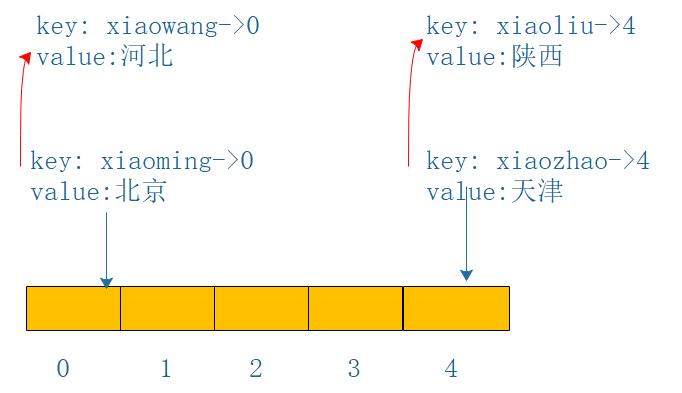 key: xiaowang->0
value:河北
key: xiaoliu->4
value:陕西
key: xiaoming->0
value:北京
key: xiaozhao->4
value:天津
0 1 2 3 4